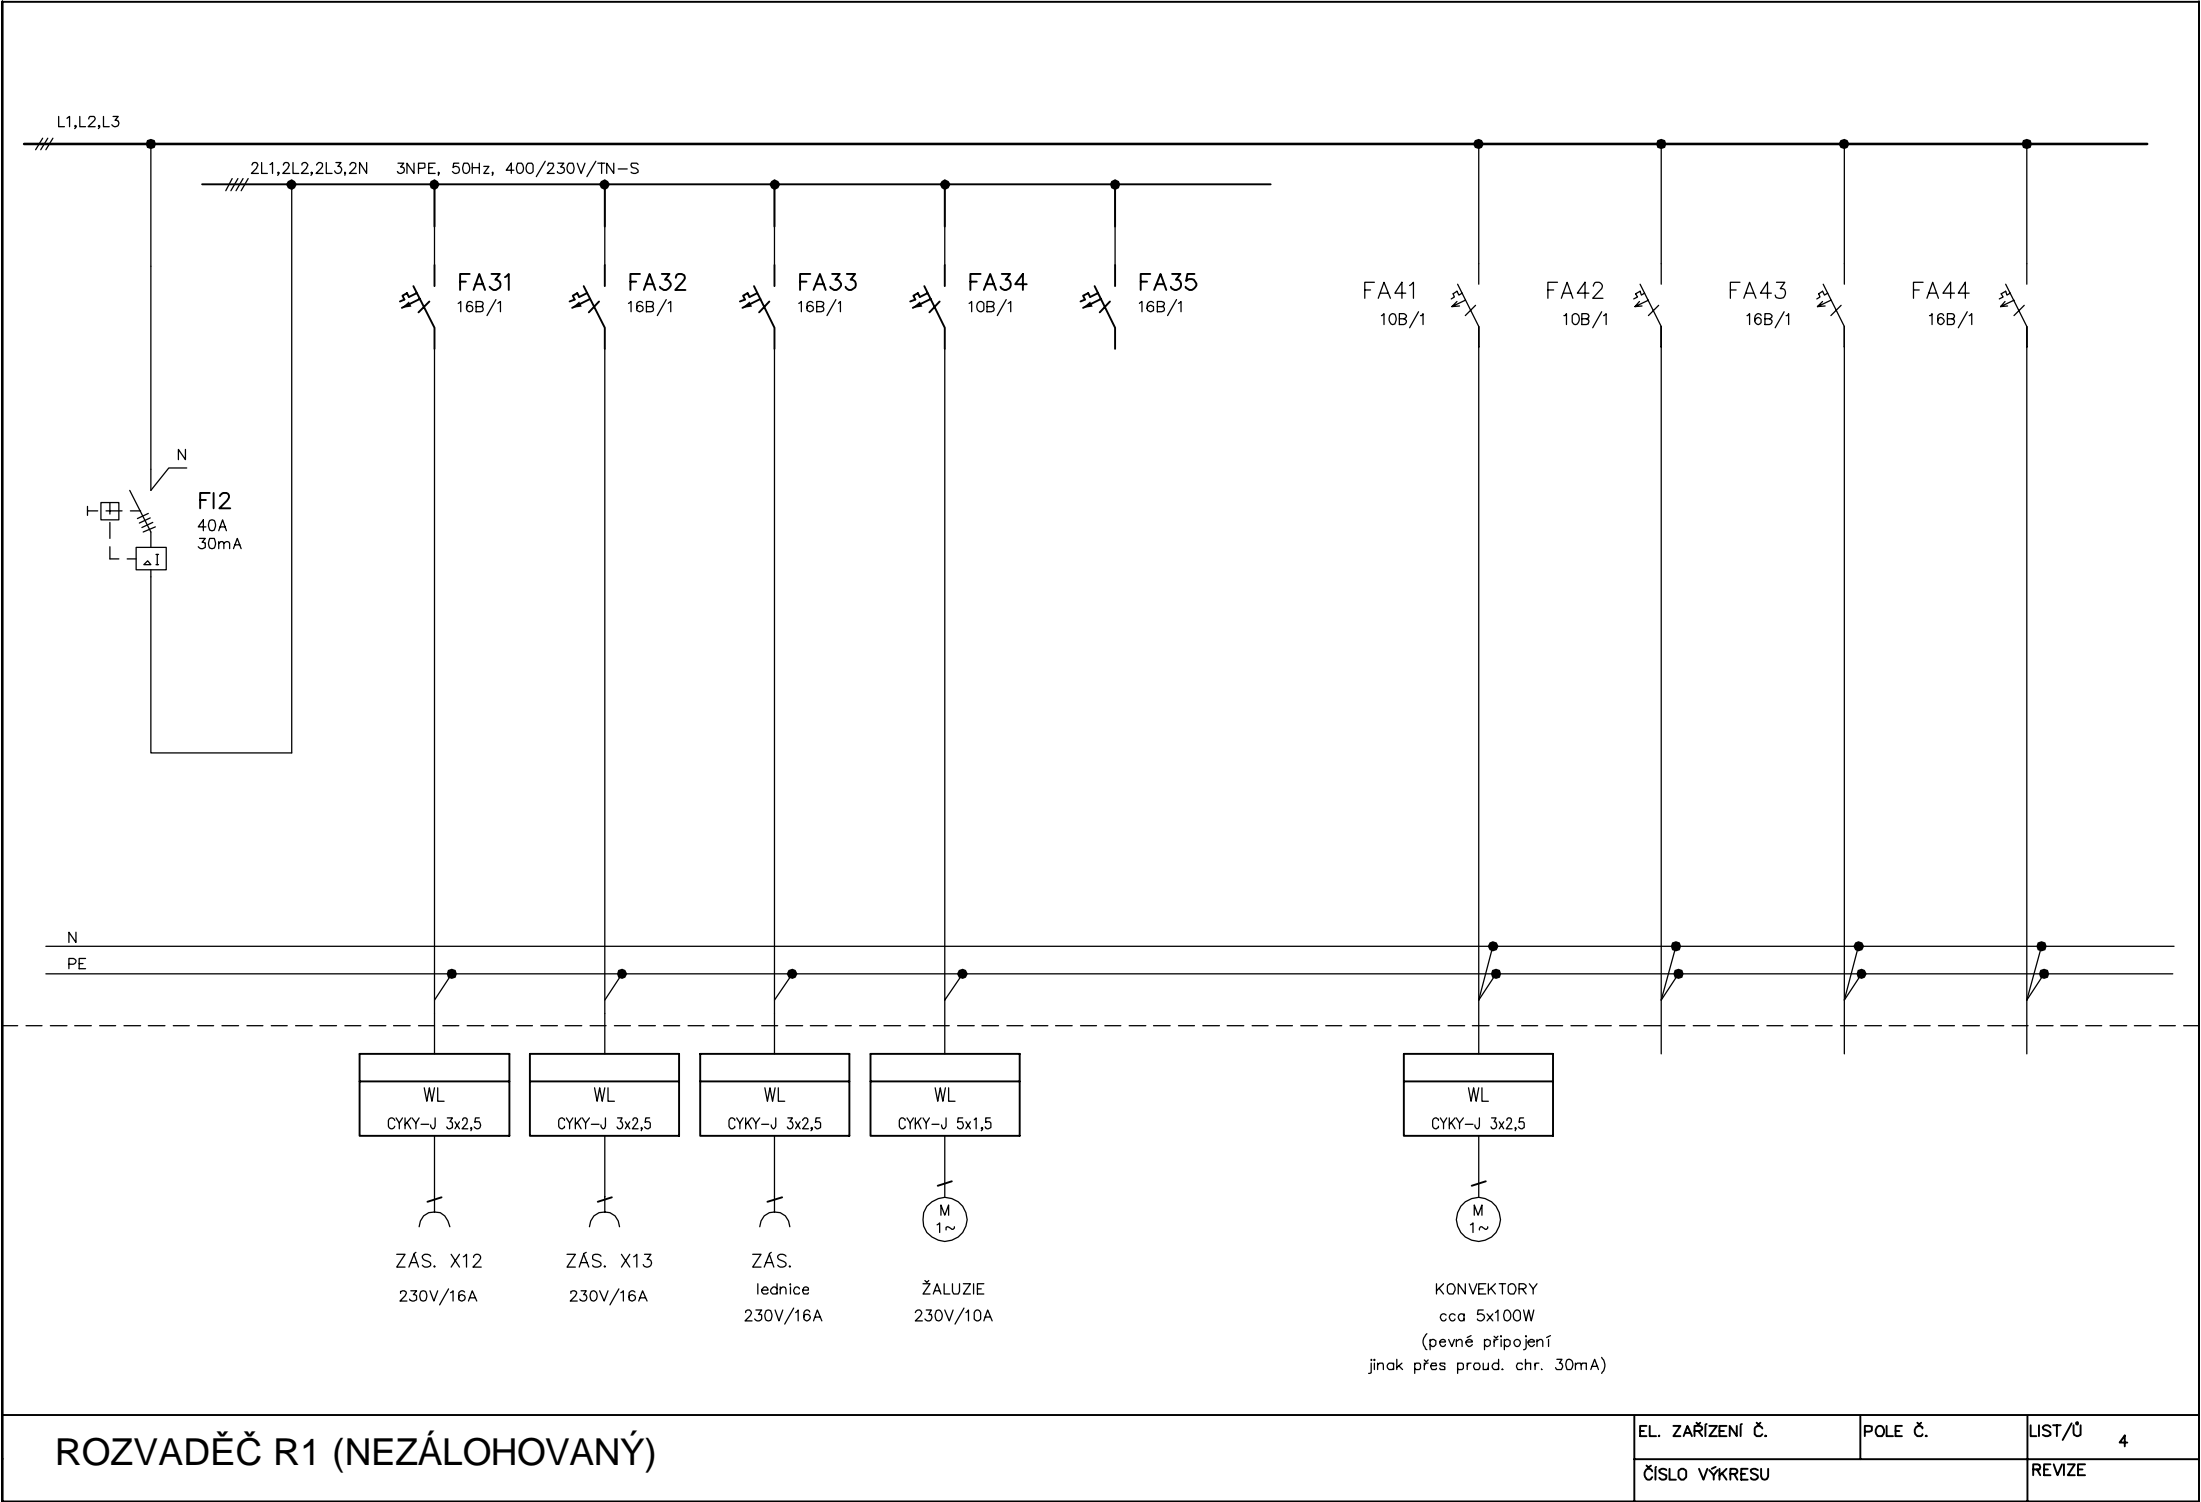 L1,L2,L3
2L1,2L2,2L3,2N 3NPE, 50Hz, 400/230V/TN-S
FA31
16B/1
FA32
16B/1
FA33
16B/1
FA34
10B/1
FA35
16B/1
FA41
10B/1
FA42
10B/1
FA43
16B/1
FA44
16B/1
N
FI2
40A
30mA
△I
N
PE
WL
CYKY-J 3x2,5
WL
CYKY-J 3x2,5
WL
CYKY-J 3x2,5
WL
CYKY-J 5x1,5
WL
CYKY-J 3x2,5
M
1~
M
1~
ZÁS. X12
230V/16A
ZÁS. X13
230V/16A
ZÁS.
lednice
230V/16A
ŽALUZIE
230V/10A
KONVEKTORY
cca 5x100W
(pevné připojení
jinak přes proud. chr. 30mA)
ROZVADĚČ R1 (NEZÁLOHOVANÝ)
EL. ZAŘÍZENÍ Č.
POLE Č.
LIST/Ů 4
ČÍSLO VÝKRESU
REVIZE